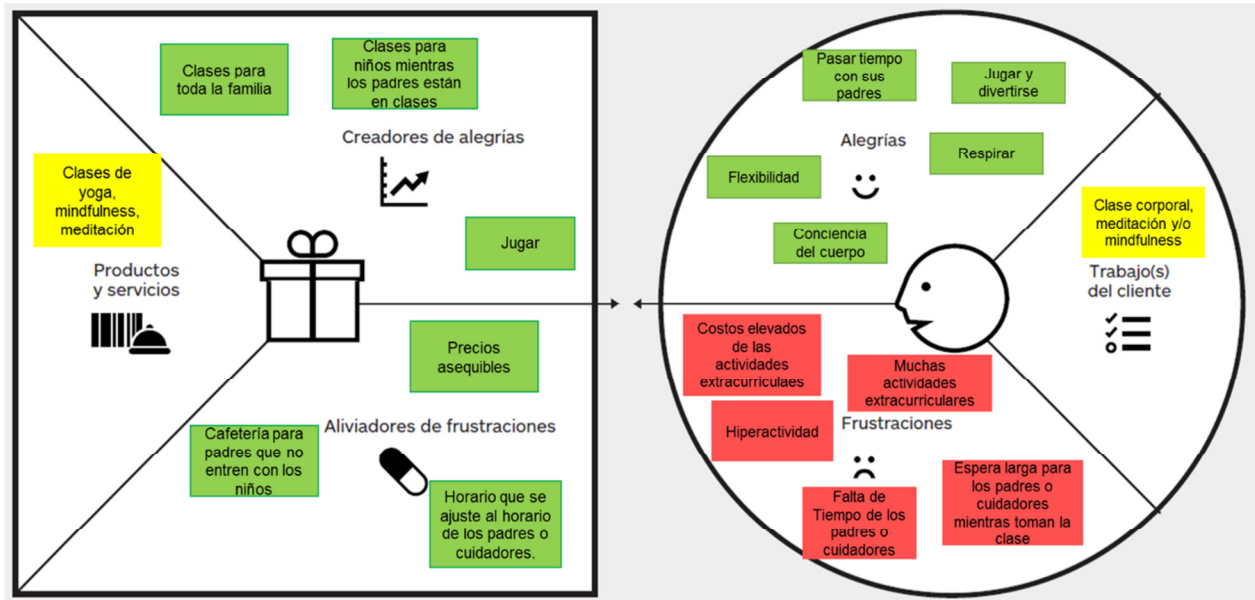 Clases para
toda la familia
Clases para
niños mientras
los padres están
en clases
Creadores de alegrías
Clases de
yoga,
mindfulness,
meditación
Jugar
Productos
y servicios
Precios
asequibles
Aliviadores de frustraciones
Cafetería para
padres que no
entren con los
niños
Horario que se
ajuste al horario
de los padres o
cuidadores.
Pasar tiempo
con sus
padres
Jugar y
divertirse
Alegrías
Respirar
Flexibilidad
Conciencia
del cuerpo
Clase corporal,
meditación y/o
mindfulness
Trabajo(s)
del cliente
Costos elevados
de las
actividades
extracurriculaes
Muchas
actividades
extracurriculares
Hiperactividad
Frustraciones
Falta de
Tiempo de los
padres o
cuidadores
Espera larga para
los padres o
cuidadores
mientras toman la
clase